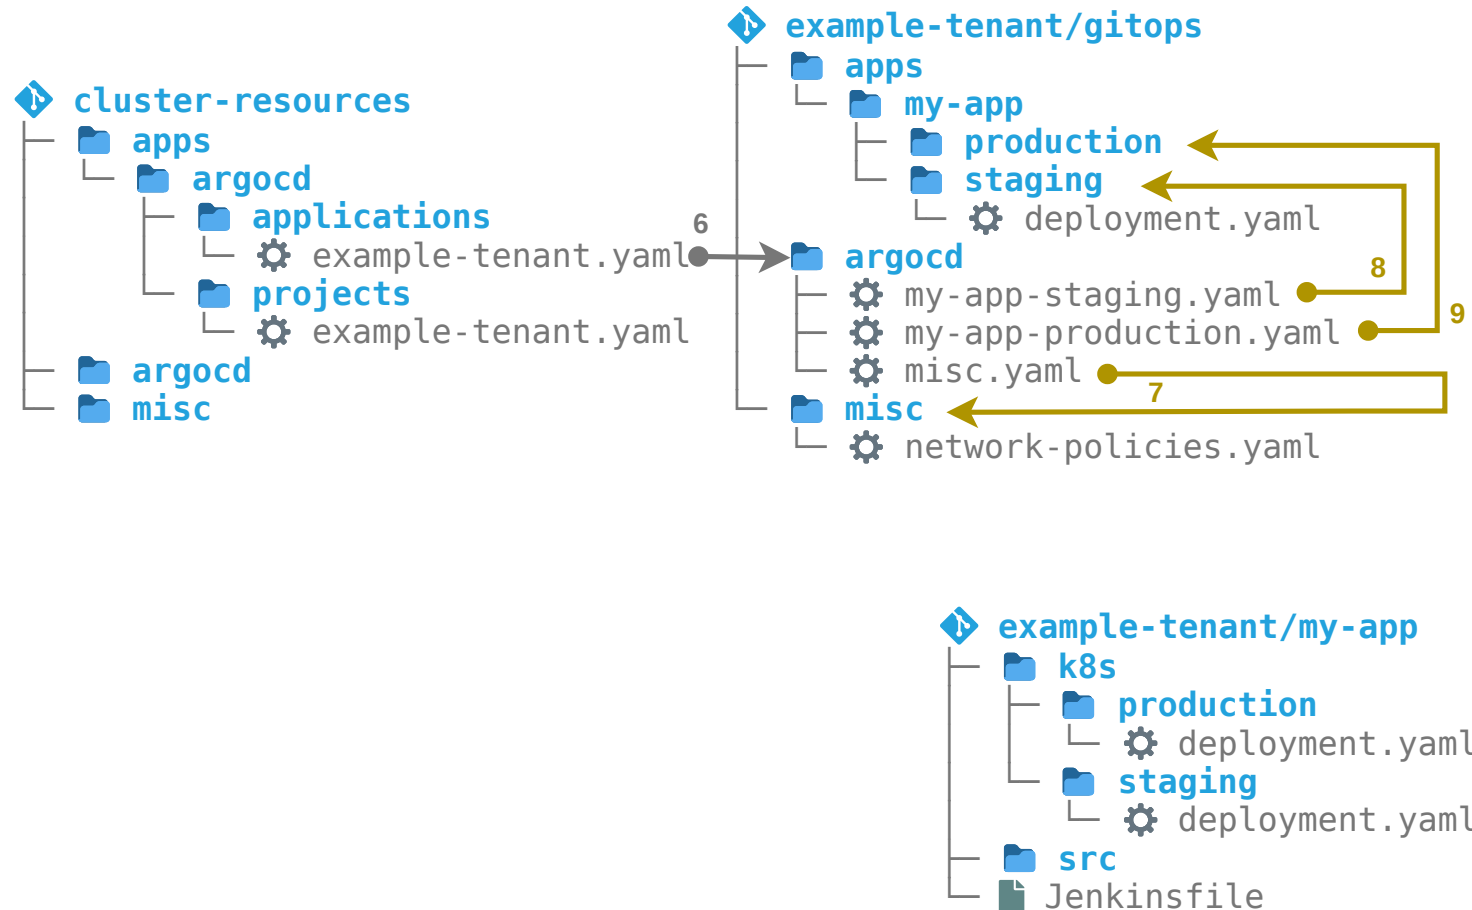 cluster-resources
apps
argocd
applications
example-tenant.yaml
projects
example-tenant.yaml
argocd
misc
6
example-tenant/gitops
apps
my-app
production
staging
deployment.yaml
argocd
my-app-staging.yaml
8
my-app-production.yaml
9
misc.yaml
7
misc
network-policies.yaml
example-tenant/my-app
k8s
production
deployment.yaml
staging
deployment.yaml
src
Jenkinsfile